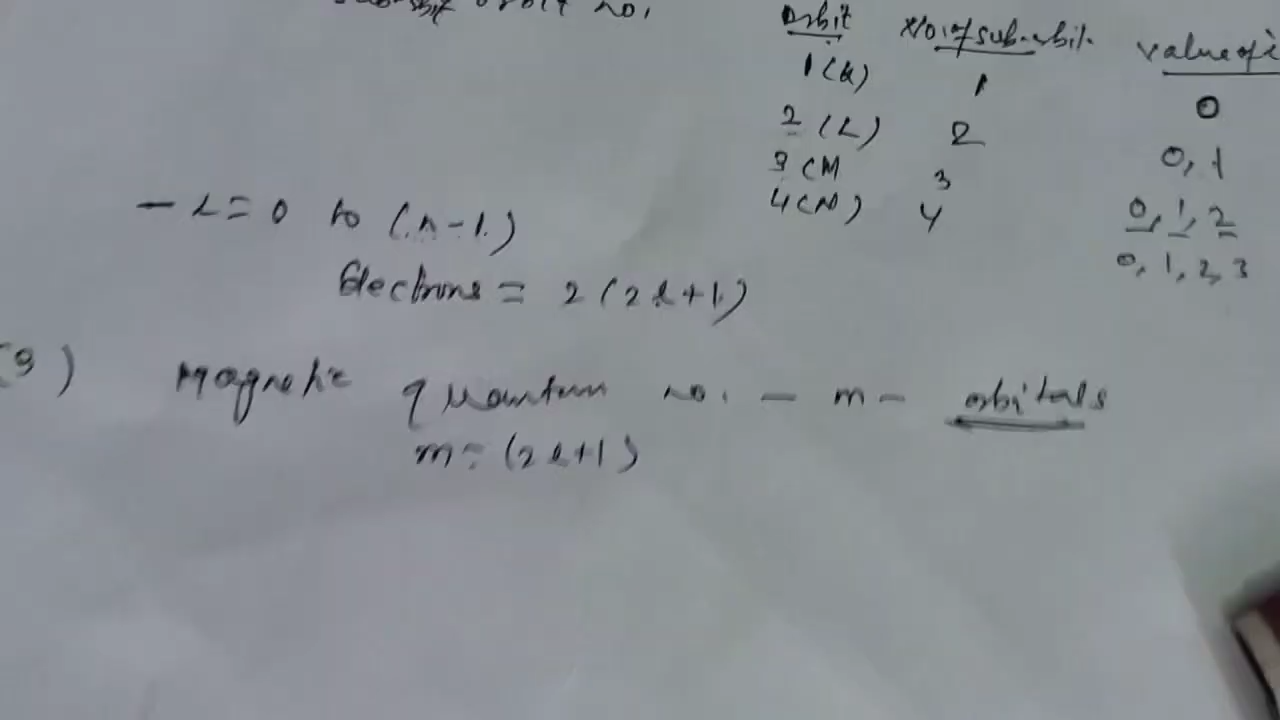 orbit no.
orbit No. of sub-orbit value of
1 (K) 1 0
2 (L) 2 0, 1
3 (M 3 0, 1, 2
4 (N) 4 0, 1, 2, 3
- L = 0 to (n-1)
Electrons = 2(2l+1)
(3) Magnetic quantum no. - m - orbitals
m = (2l+1)